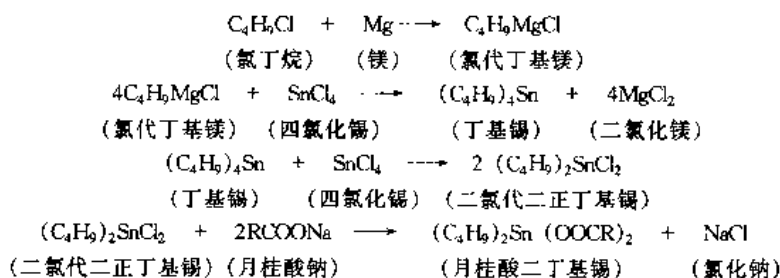 C₄H₉Cl + Mg ⟶ C₄H₉MgCl
(氯丁烷) (镁) (氯代丁基镁)
4C₄H₉MgCl + SnCl₄ ⟶ (C₄H₉)₄Sn + 4MgCl₂
(氯代丁基镁) (四氯化锡) (丁基锡) (二氯化镁)
(C₄H₉)₄Sn + SnCl₄ ⟶ 2 (C₄H₉)₂SnCl₂
(丁基锡) (四氯化锡) (二氯代二正丁基锡)
(C₄H₉)₂SnCl₂ + 2RCOONa ⟶ (C₄H₉)₂Sn (OOCR)₂ + NaCl
(二氯代二正丁基锡) (月桂酸钠) (月桂酸二丁基锡) (氯化钠)